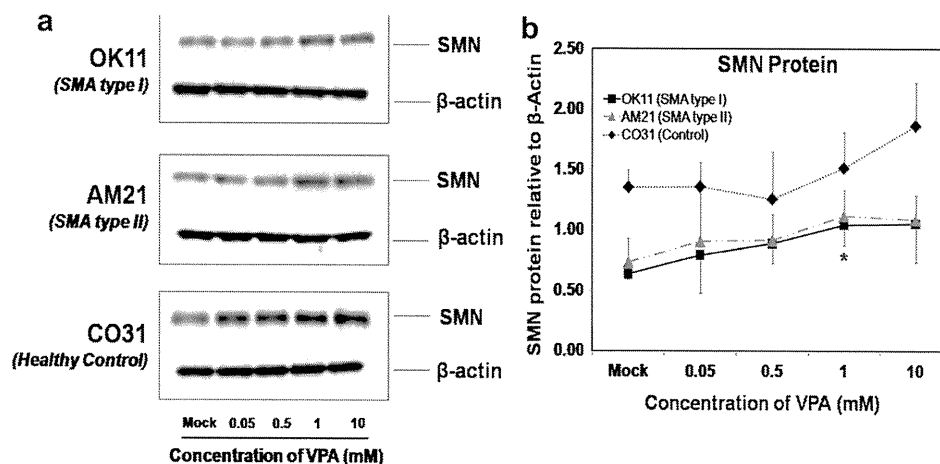 a
OK11
(SMA type I)
SMN
β-actin
AM21
(SMA type II)
SMN
β-actin
CO31
(Healthy Control)
SMN
β-actin
Mock 0.05 0.5 1 10
Concentration of VPA (mM)
b
SMN Protein
OK11 (SMA type I)
AM21 (SMA type II)
CO31 (Control)
SMN protein relative to β-Actin
2.50
2.00
1.50
1.00
0.50
0.00
*
Mock 0.05 0.5 1 10
Concentration of VPA (mM)